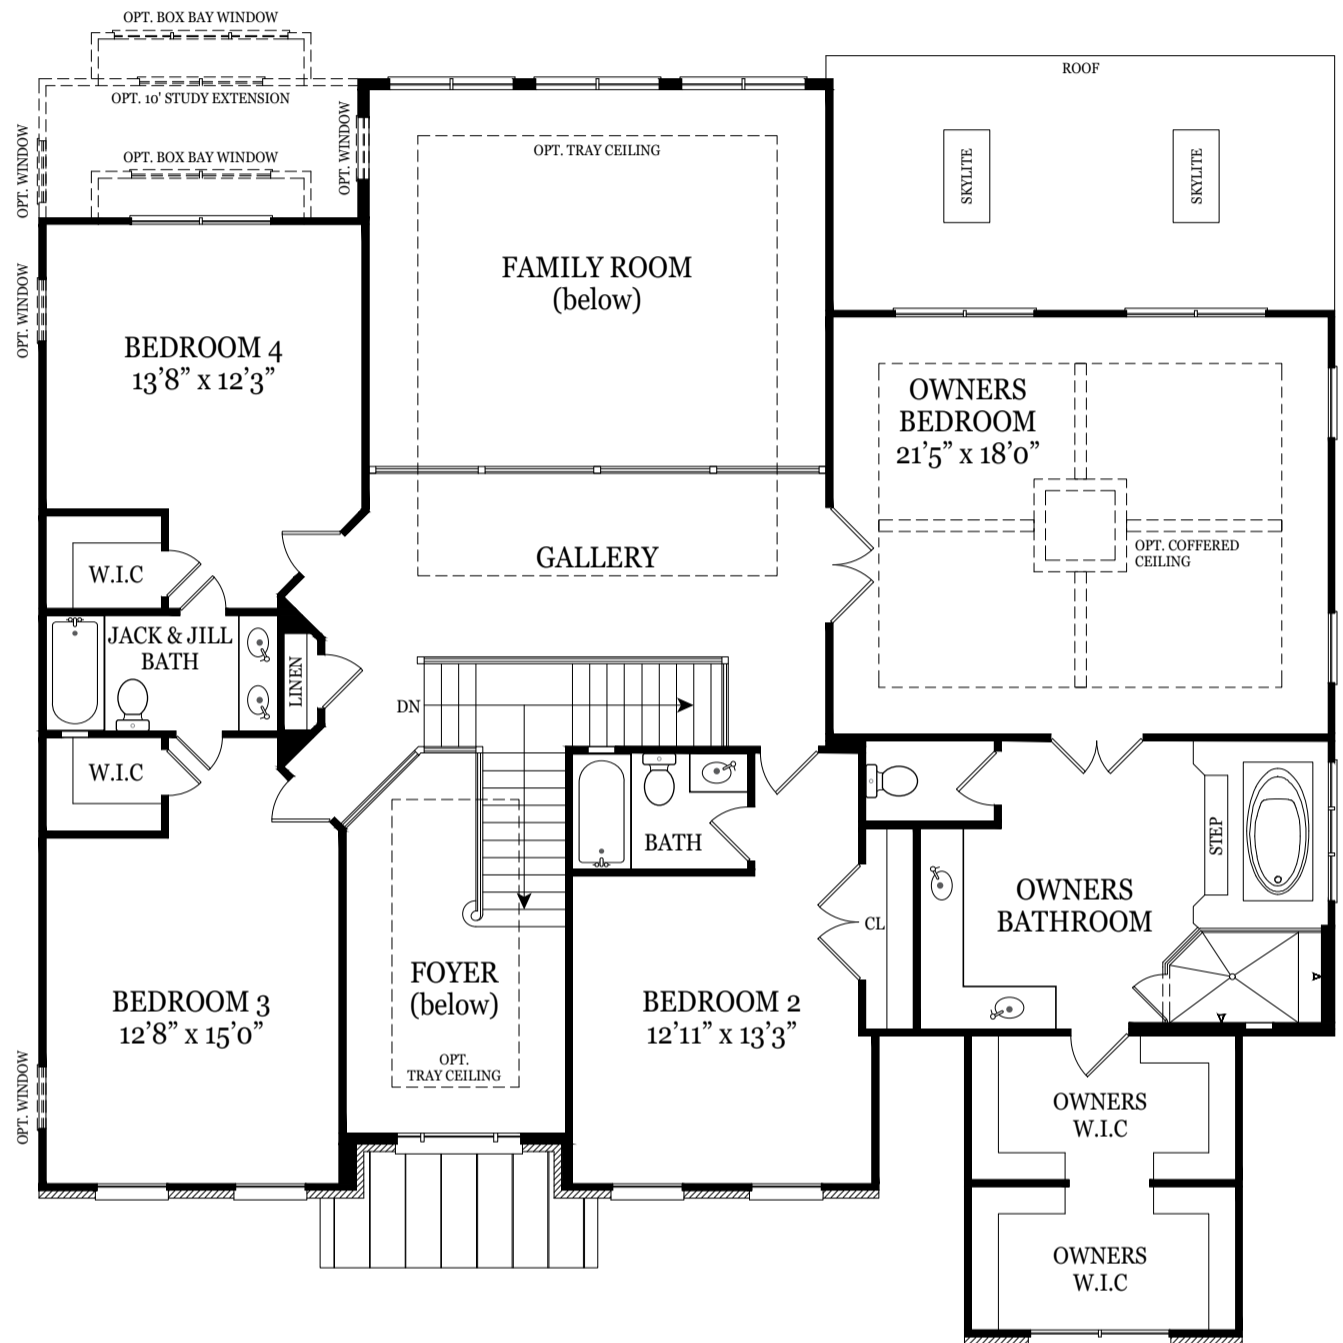 OPT. BOX BAY WINDOW
OPT. 10' STUDY EXTENSION
OPT. BOX BAY WINDOW
OPT. WINDOW
OPT. WINDOW
OPT. WINDOW
ROOF
SKYLITE
SKYLITE
OPT. TRAY CEILING
FAMILY ROOM
(below)
BEDROOM 4
13’8” x 12’3”
OWNERS
BEDROOM
21’5” x 18’0”
OPT. COFFERED
CEILING
GALLERY
W.I.C
JACK & JILL
BATH
LINEN
DN
W.I.C
BATH
STEP
OWNERS
BATHROOM
CL
FOYER
(below)
OPT.
TRAY CEILING
BEDROOM 3
12’8” x 15’0”
BEDROOM 2
12’11” x 13’3”
OPT. WINDOW
OWNERS
W.I.C
OWNERS
W.I.C